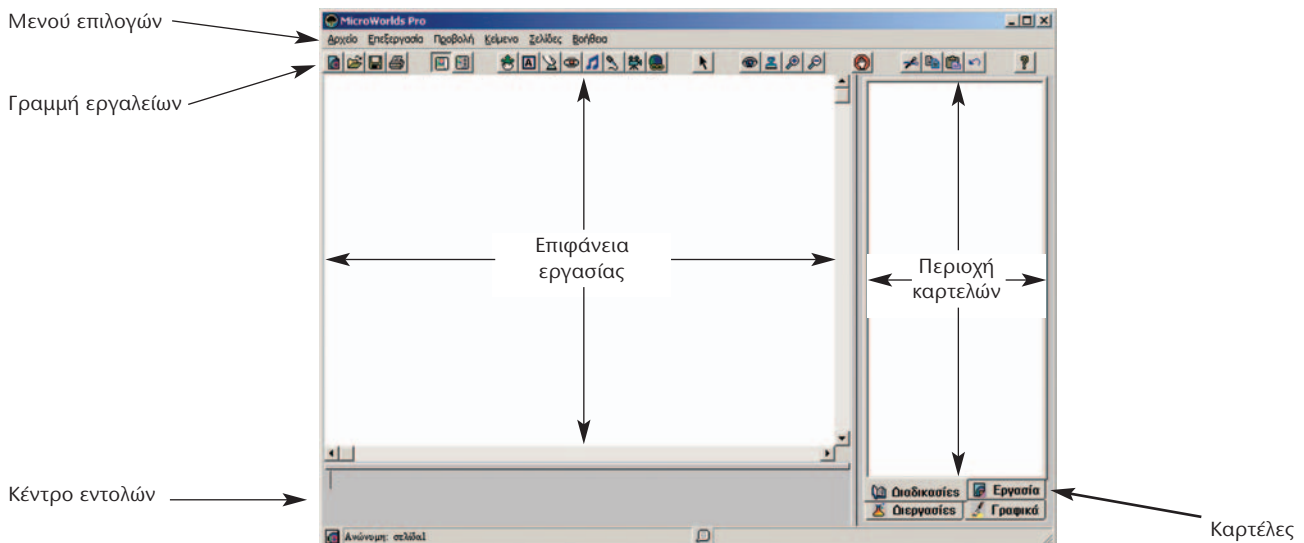 MicroWorlds Pro
Μενού επιλογών
Αρχείο Επεξεργασία Προβολή Κείμενο Σελίδες Βοήθεια
Γραμμή εργαλείων
Επιφάνεια
εργασίας
Περιοχή
καρτελών
Κέντρο εντολών
Διαδικασίες Εργασία
Διεργασίες Γραφικά
Καρτέλες
Ανώνυμη: σελίδα1